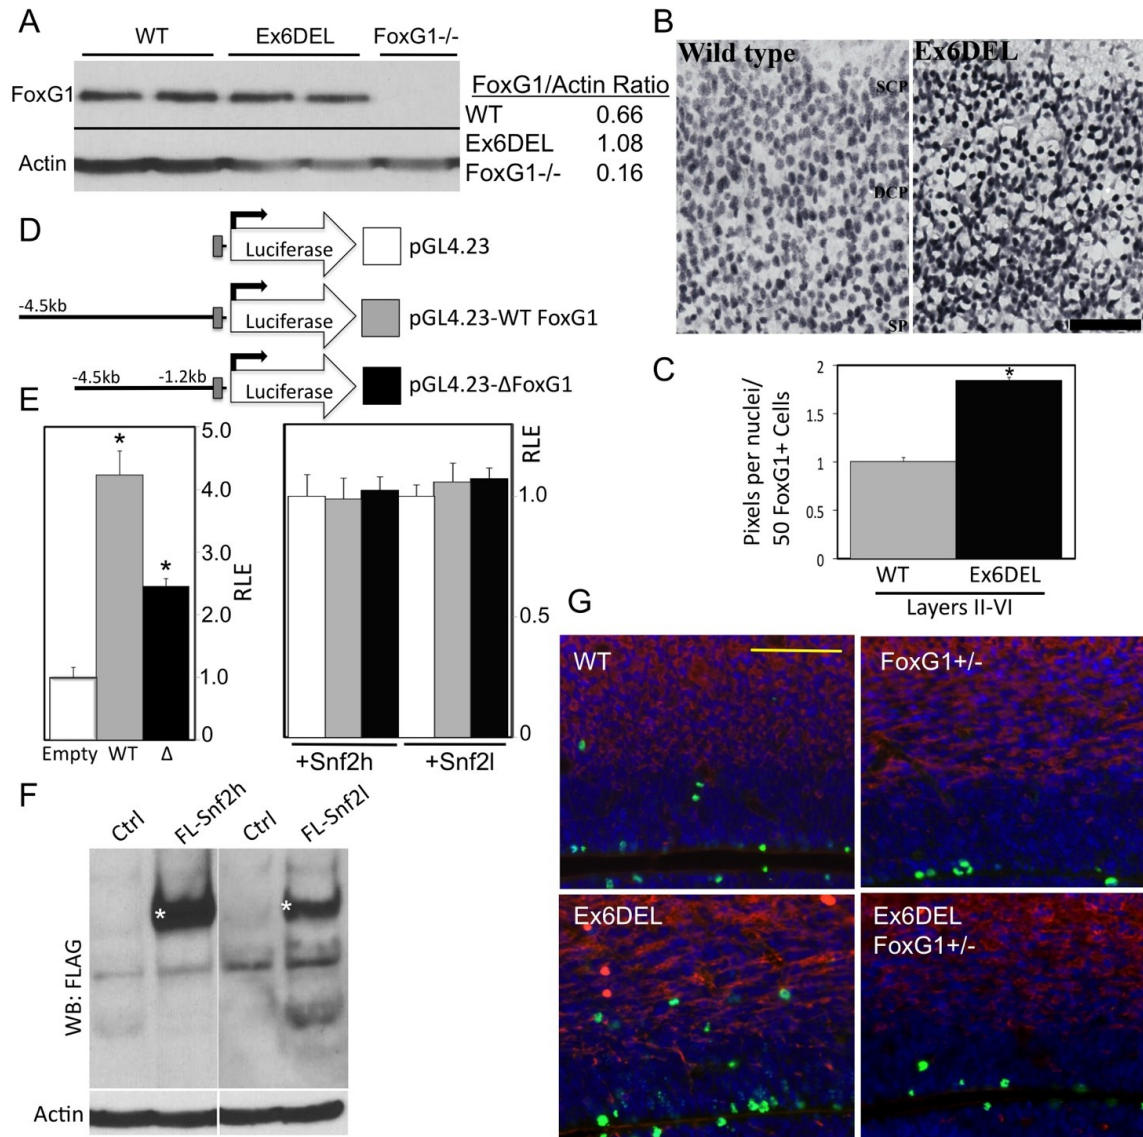 A
WT
Ex6DEL
FoxG1-/-
FoxG1
Actin
FoxG1/Actin Ratio
WT 0.66
Ex6DEL 1.08
FoxG1-/- 0.16
B
Wild type
Ex6DEL
SCP
DCP
SP
D
Luciferase
pGL4.23
-4.5kb
Luciferase
pGL4.23-WT FoxG1
-4.5kb
-1.2kb
Luciferase
pGL4.23-ΔFoxG1
C
Pixels per nuclei/
50 FoxG1+ Cells
2
1.5
1
0.5
0
*
WT
Ex6DEL
Layers II-VI
E
*
*
5.0
4.0
3.0
2.0
1.0
0
RLE
Empty
WT
Δ
RLE
1.0
0.5
0
+Snf2h
+Snf2l
F
Ctrl
FL-Snf2h
Ctrl
FL-Snf2l
*
*
WB: FLAG
Actin
G
WT
FoxG1+/-
Ex6DEL
Ex6DEL
FoxG1+/-